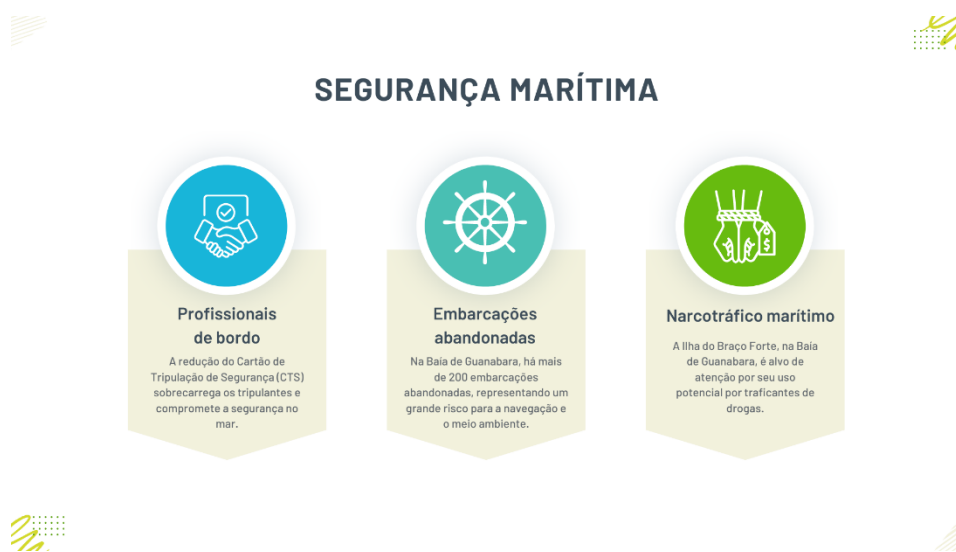 SEGURANÇA MARÍTIMA
Profissionais
de bordo
A redução do Cartão de
Tripulação de Segurança (CTS)
sobrecarrega os tripulantes e
compromete a segurança no
mar.
Embarcações
abandonadas
Na Baía de Guanabara, há mais
de 200 embarcações
abandonadas, representando um
grande risco para a navegação e
o meio ambiente.
Narcotráfico marítimo
A Ilha do Braço Forte, na Baía
de Guanabara, é alvo de
atenção por seu uso
potencial por traficantes de
drogas.
$